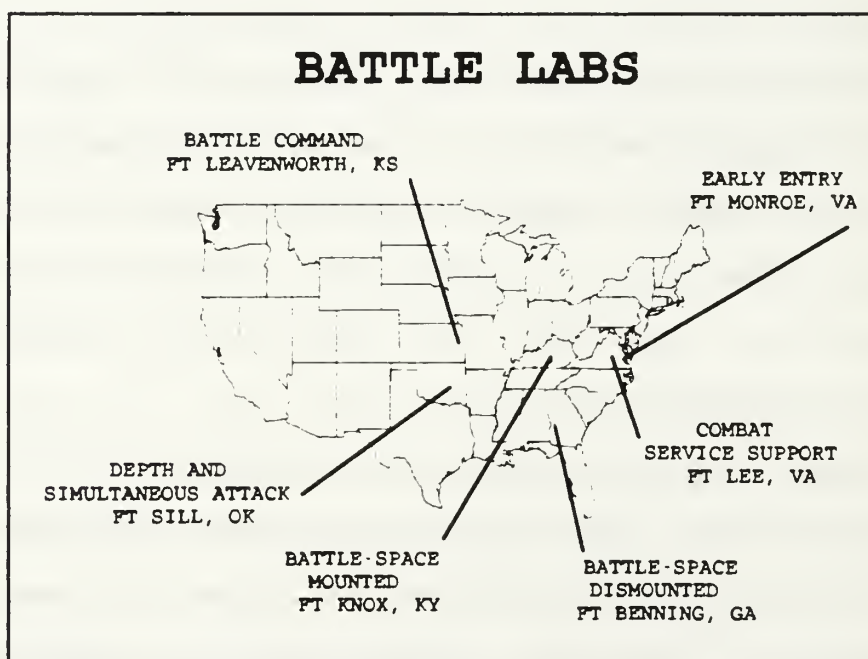 BATTLE LABS
BATTLE COMMAND
FT LEAVENWORTH, KS
EARLY ENTRY
FT MONROE, VA
COMBAT
SERVICE SUPPORT
FT LEE, VA
DEPTH AND
SIMULTANEOUS ATTACK
FT SILL, OK
BATTLE-SPACE
MOUNTED
FT KNOX, KY
BATTLE-SPACE
DISMOUNTED
FT BENNING, GA